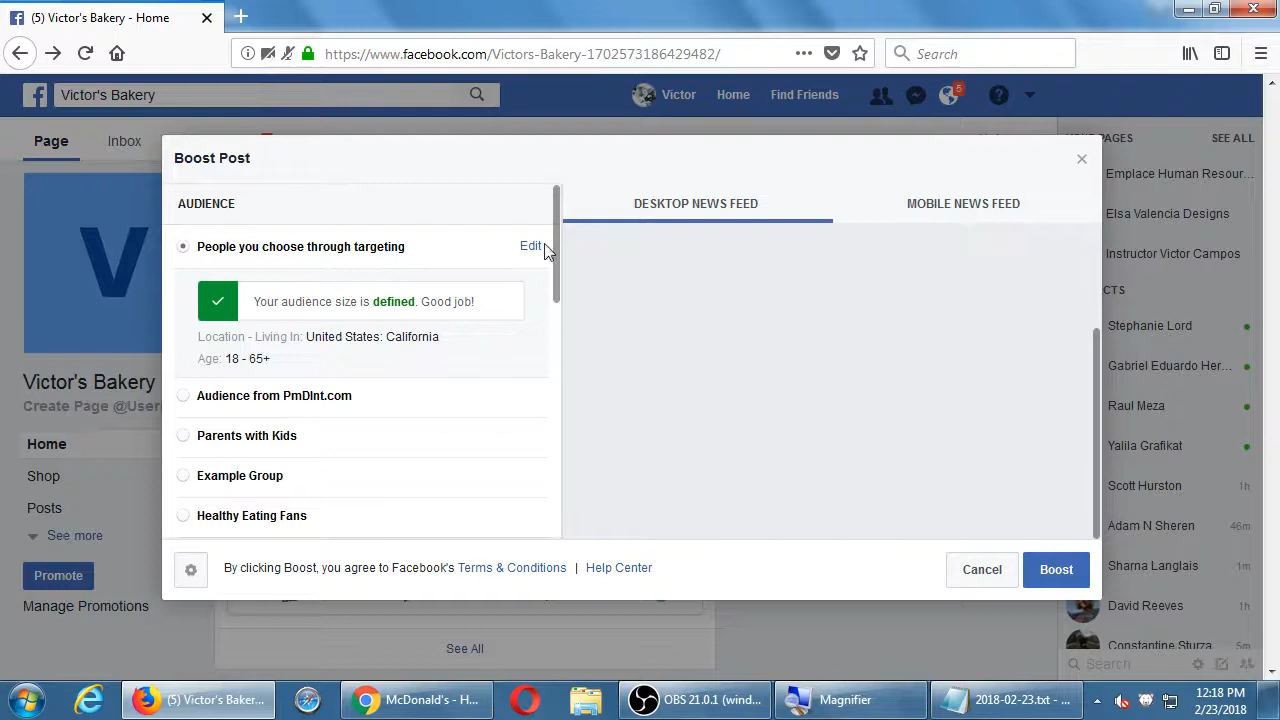 (5) Victor's Bakery - Home
https://www.facebook.com/Victors-Bakery-1702573186429482/
Search
Victor's Bakery
Victor
Home
Find Friends
5
Page
Inbox
PAGES
SEE ALL
Boost Post
AUDIENCE
DESKTOP NEWS FEED
MOBILE NEWS FEED
People you choose through targeting
Edit
Your audience size is defined. Good job!
Location - Living In: United States: California
Age: 18 - 65+
Audience from PmDInt.com
Parents with Kids
Example Group
Healthy Eating Fans
By clicking Boost, you agree to Facebook's Terms & Conditions | Help Center
Cancel
Boost
V
Victor's Bakery
Create Page @User
Home
Shop
Posts
See more
Promote
Manage Promotions
See All
Emplace Human Resour...
Elsa Valencia Designs
Instructor Victor Campos
CTS
Stephanie Lord
Gabriel Eduardo Her...
Raul Meza
Yalila Grafikat
Scott Hurston 1h
Adam N Sheren 46m
Sharna Langlais 1m
David Reeves 1h
Constantine Sturza 5m
Search
(5) Victor's Baker...
McDonald's - H...
OBS 21.0.1 (wind...
Magnifier
2018-02-23.txt - ...
12:18 PM
2/23/2018